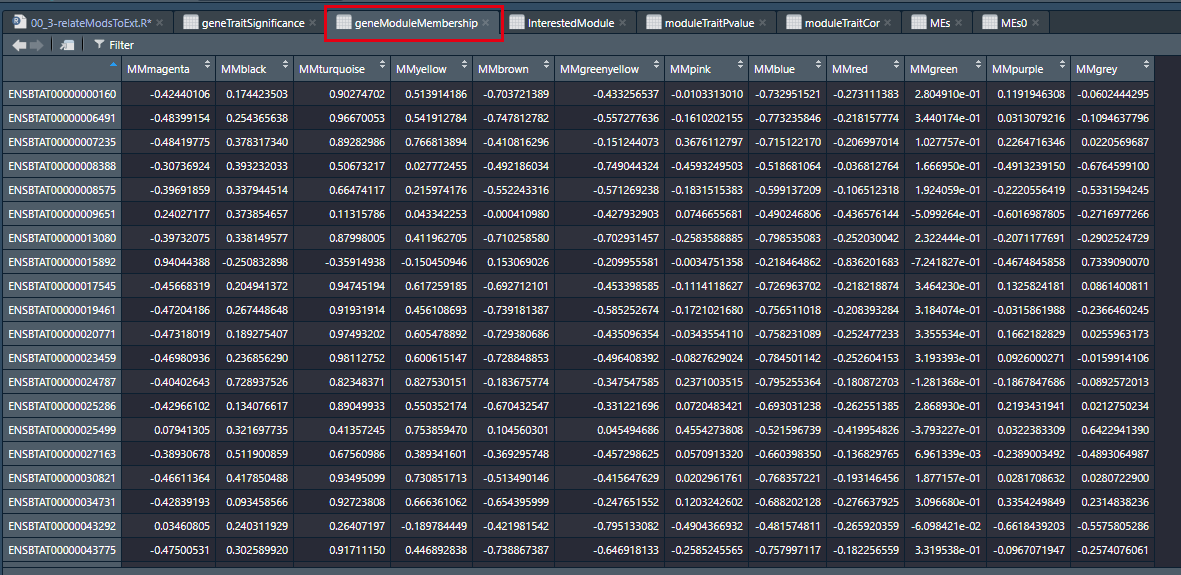 00_3-relateModsToExt.R* × geneTraitSignificance × geneModuleMembership × InterestedModule × moduleTraitPvalue × moduleTraitCor × MEs × MEs0 ×
Filter
MMmagenta MMblack MMturquoise MMyellow MMbrown MMgreenyellow MMpink MMblue MMred MMgreen MMpurple MMgrey
ENSBTAT00000000160 -0.42440106 0.174423503 0.90274702 0.513914186 -0.703721389 -0.433256537 -0.0103313010 -0.732951521 -0.273111383 2.804910e-01 0.1191946308 -0.0602444295
ENSBTAT00000006491 -0.48399154 0.254365638 0.96670053 0.541912784 -0.747812782 -0.557277636 -0.1610202155 -0.773235846 -0.218157774 3.440174e-01 0.0313079216 -0.1094637796
ENSBTAT00000007235 -0.48419775 0.378317340 0.89282986 0.766813894 -0.410816296 -0.151244073 0.3676112797 -0.715122170 -0.206997014 1.027757e-01 0.2264716346 0.0220569687
ENSBTAT00000008388 -0.30736924 0.393232033 0.50673217 0.027772455 -0.492186034 -0.749044324 -0.4593249503 -0.518681064 -0.036812764 1.666950e-01 -0.4913239150 -0.6764599100
ENSBTAT00000008575 -0.39691859 0.337944514 0.66474117 0.215974176 -0.552243316 -0.571269238 -0.1831515383 -0.599137209 -0.106512318 1.924059e-01 -0.2220556419 -0.5331594245
ENSBTAT00000009651 0.24027177 0.373854657 0.11315786 0.043342253 -0.000410980 -0.427932903 0.0746655681 -0.490246806 -0.436576144 -5.099264e-01 -0.6016987805 -0.2716977266
ENSBTAT00000013080 -0.39732075 0.338149577 0.87998005 0.411962705 -0.710258580 -0.702931457 -0.2583588885 -0.798535083 -0.252030042 2.322444e-01 -0.2071177691 -0.2902524729
ENSBTAT00000015892 0.94044388 -0.250832898 -0.35914938 -0.150450946 0.153069026 -0.209955581 -0.0034751358 -0.218464862 -0.836201683 -7.241827e-01 -0.4674845858 0.7339090070
ENSBTAT00000017545 -0.45668319 0.204941372 0.94745194 0.617259185 -0.692712101 -0.453398585 -0.1114118627 -0.726963702 -0.218218874 3.464230e-01 0.1325824181 0.0861400811
ENSBTAT00000019461 -0.47204186 0.267448648 0.91931914 0.456108693 -0.739181387 -0.585252674 -0.1721021680 -0.756511018 -0.208393284 3.184074e-01 -0.0315861988 -0.2366460245
ENSBTAT00000020771 -0.47318019 0.189275407 0.97493202 0.605478892 -0.729380686 -0.435096354 -0.0343554110 -0.758231089 -0.252477233 3.355534e-01 0.1662182829 0.0255963173
ENSBTAT00000023459 -0.46980936 0.236856290 0.98112752 0.600615147 -0.728848853 -0.496408392 -0.0827629024 -0.784501142 -0.252604153 3.193393e-01 0.0926000271 -0.0159914106
ENSBTAT00000024787 -0.40402643 0.728937526 0.82348371 0.827530151 -0.183675774 -0.347547585 0.2371003515 -0.795255364 -0.180872703 -1.281368e-01 -0.1867847686 -0.0892572013
ENSBTAT00000025286 -0.42966102 0.134076617 0.89049933 0.550352174 -0.670432547 -0.331221696 0.0720483421 -0.693031238 -0.262551385 2.868930e-01 0.2193431941 0.0212750234
ENSBTAT00000025499 0.07941305 0.321697735 0.41357245 0.753859470 0.104560301 0.045494686 0.4554273808 -0.521596739 -0.419954826 -3.793227e-01 0.0322383309 0.6422941390
ENSBTAT00000027163 -0.38930678 0.511900859 0.67560986 0.389341601 -0.369295748 -0.457298625 0.0570913320 -0.660398350 -0.136829765 6.961339e-03 -0.2389003492 -0.4893064987
ENSBTAT00000030821 -0.46611364 0.417850488 0.93495099 0.730851713 -0.513490146 -0.415647629 0.0202961761 -0.768357221 -0.193146456 1.877157e-01 0.0281708632 0.0280722900
ENSBTAT00000034731 -0.42839193 0.093458566 0.92723808 0.666361062 -0.654395999 -0.247651552 0.1203242602 -0.688202128 -0.276637925 3.096680e-01 0.3354249849 0.2314838236
ENSBTAT00000043292 0.03460805 0.240311929 0.26407197 -0.189784449 -0.421981542 -0.795133082 -0.4904366932 -0.481574811 -0.265920359 -6.098421e-02 -0.6618439203 -0.5575805286
ENSBTAT00000043775 -0.47500531 0.302589920 0.91711150 0.446892838 -0.738867387 -0.646918133 -0.2585245565 -0.757997117 -0.182256559 3.319538e-01 -0.0967071947 -0.2574076061